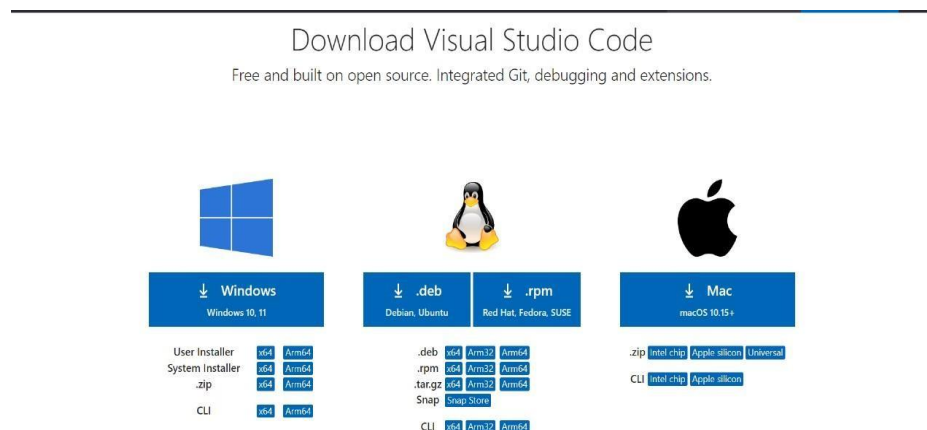 Download Visual Studio Code
Free and built on open source. Integrated Git, debugging and extensions.
Windows
Windows 10, 11
User Installer x64 Arm64
System Installer x64 Arm64
.zip x64 Arm64
CLI x64 Arm64
.deb
Debian, Ubuntu
.rpm
Red Hat, Fedora, SUSE
.deb x64 Arm32 Arm64
.rpm x64 Arm32 Arm64
.tar.gz x64 Arm32 Arm64
Snap Snap Store
CLI x64 Arm32 Arm64
Mac
macOS 10.15+
.zip Intel chip Apple silicon Universal
CLI Intel chip Apple silicon